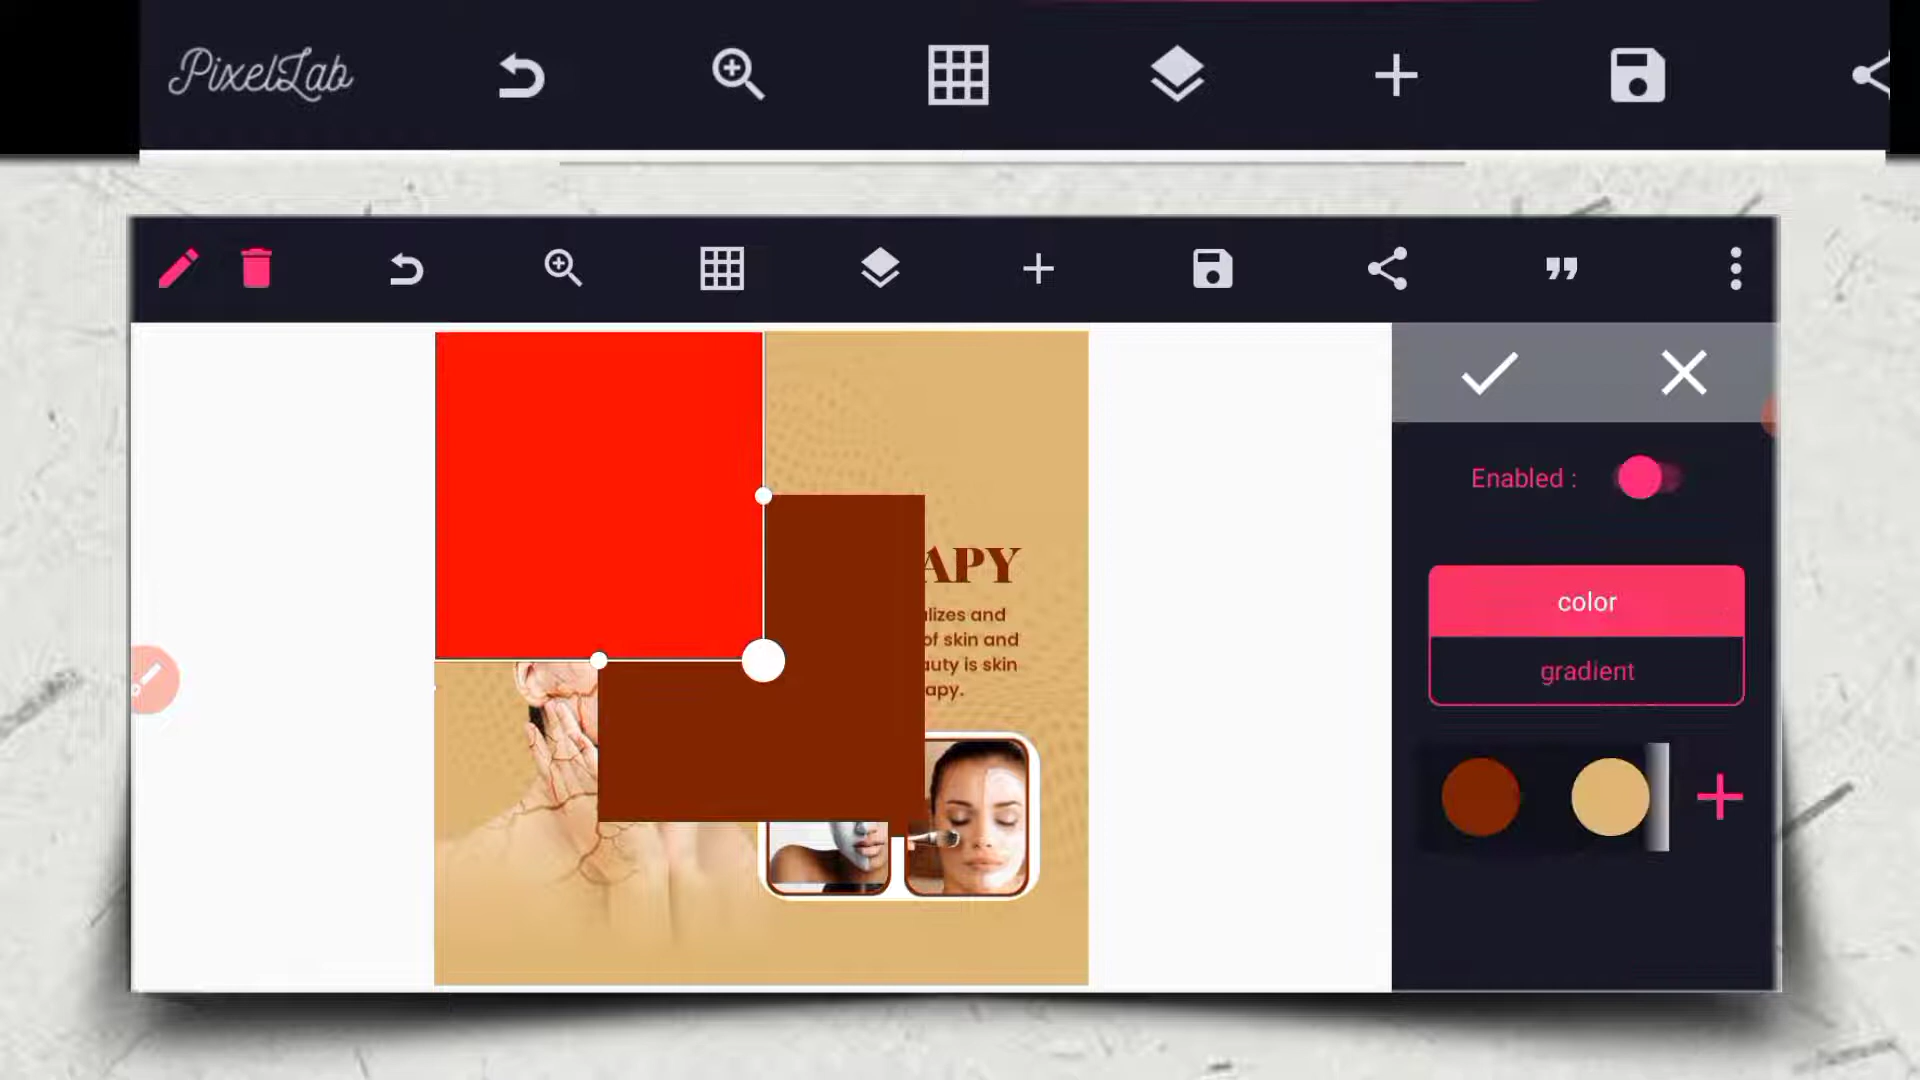 PixelLab
Enabled :
color
gradient
APY
lizes and
of skin and
auty is skin
apy.